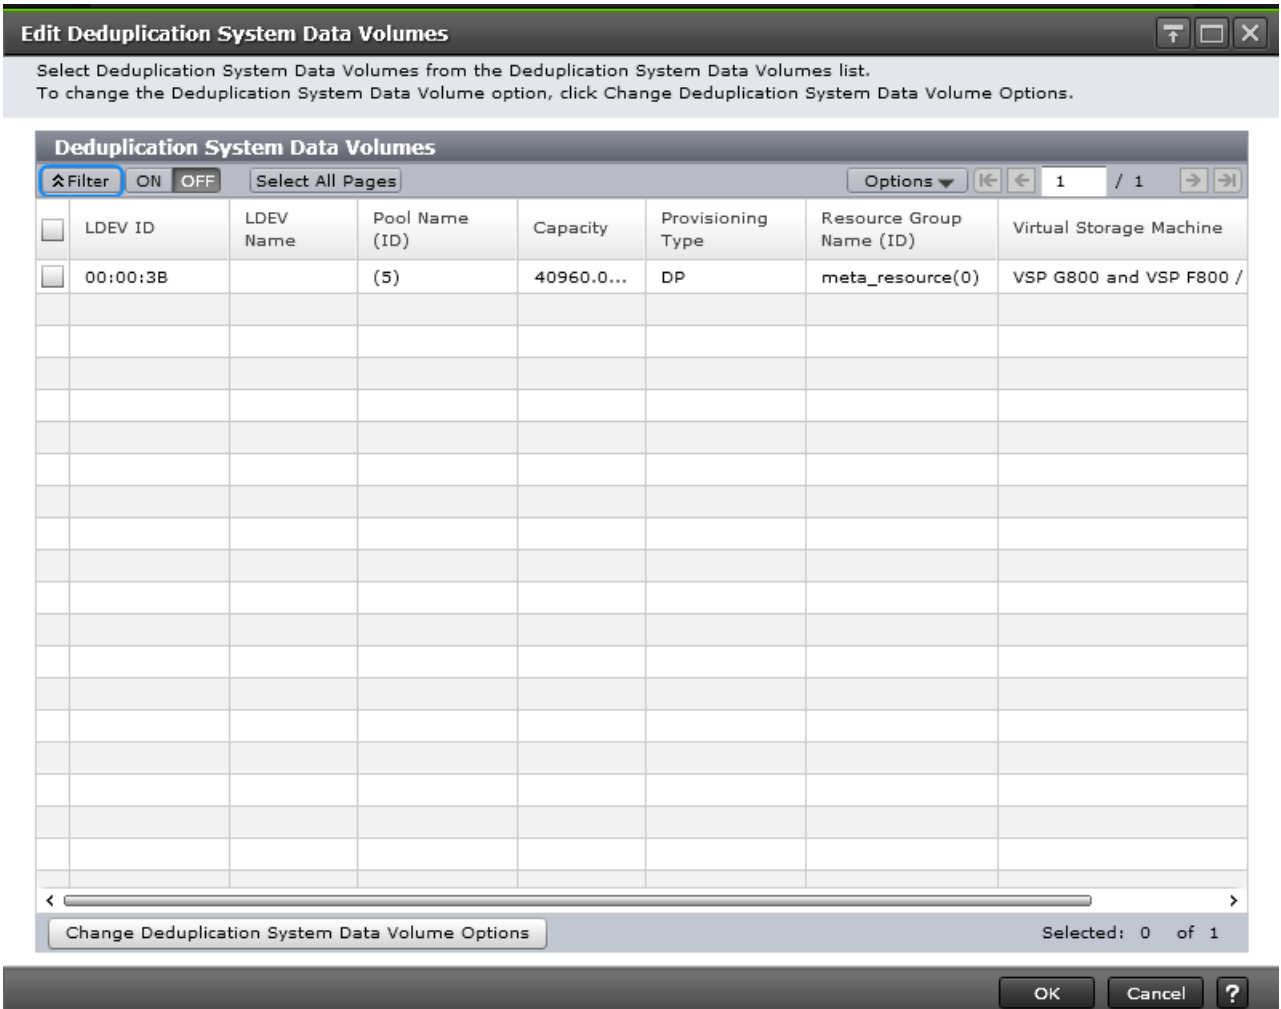 Edit Deduplication System Data Volumes
Select Deduplication System Data Volumes from the Deduplication System Data Volumes list.
To change the Deduplication System Data Volume option, click Change Deduplication System Data Volume Options.
Deduplication System Data Volumes
Filter ON OFF Select All Pages Options 1 / 1
LDEV ID LDEV Name Pool Name (ID) Capacity Provisioning Type Resource Group Name (ID) Virtual Storage Machine
00:00:3B (5) 40960.0... DP meta_resource(0) VSP G800 and VSP F800 /
Change Deduplication System Data Volume Options Selected: 0 of 1
OK Cancel ?